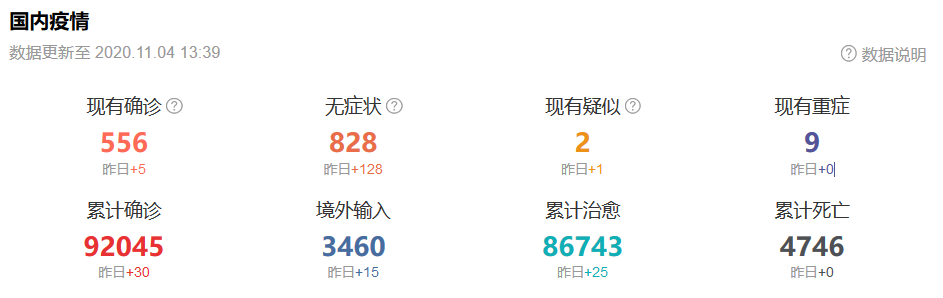 国内疫情
数据更新至 2020.11.04 13:39
? 数据说明
现有确诊 ? 无症状 ? 现有疑似 ? 现有重症
556 828 2 9
昨日+5 昨日+128 昨日+1 昨日+0
累计确诊 境外输入 累计治愈 累计死亡
92045 3460 86743 4746
昨日+30 昨日+15 昨日+25 昨日+0